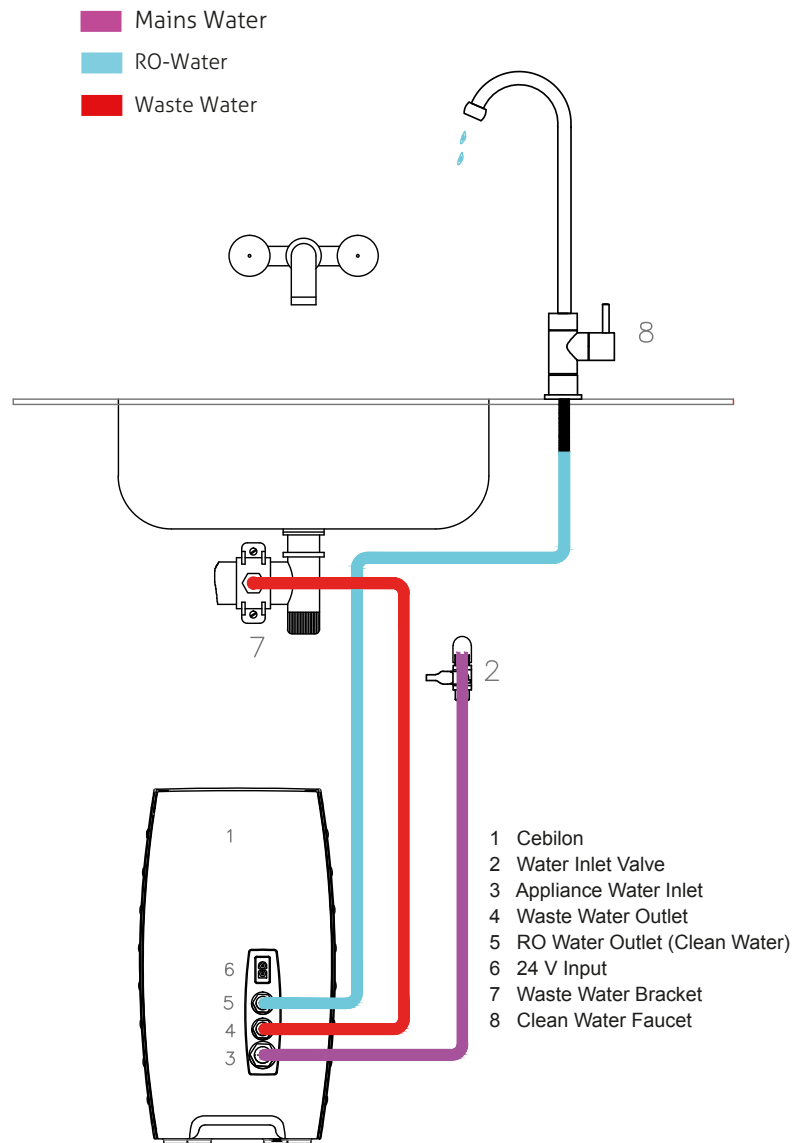 Mains Water
RO-Water
Waste Water
8
7
2
1
1 Cebilon
2 Water Inlet Valve
3 Appliance Water Inlet
4 Waste Water Outlet
5 RO Water Outlet (Clean Water)
6 24 V Input
7 Waste Water Bracket
8 Clean Water Faucet
6
5
4
3